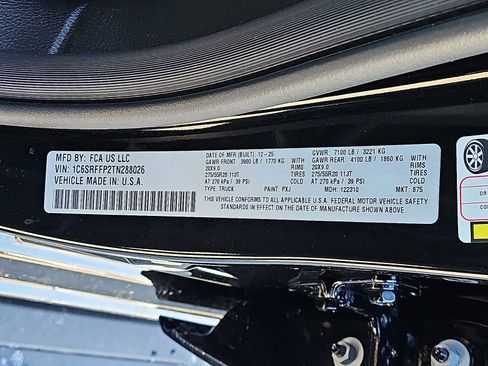 MFD BY: FCA US LLC
VIN: 1C6SRFFP2TN288026
VEHICLE MADE IN: U.S.A.
DATE OF MFR (BUILT) 12-25
GAWR FRONT: 3900 LB / 1770 KG
WITH
20X9.0
RIMS
275/55R20 113T
AT 270 kPa / 39 PSI
COLD
TYPE: TRUCK
PAINT: PXJ
GVWR: 7100 LB / 3221 KG
GAWR REAR: 4100 LB / 1860 KG
WITH
20X9.0
RIMS
275/55R20 113T
AT 270 kPa / 39 PSI
COLD
MDH: 122310
MKT: 875
THIS VEHICLE CONFORMS TO ALL APPLICABLE U.S.A. FEDERAL MOTOR VEHICLE SAFETY
STANDARDS IN EFFECT ON THE DATE OF MANUFACTURE SHOWN ABOVE.